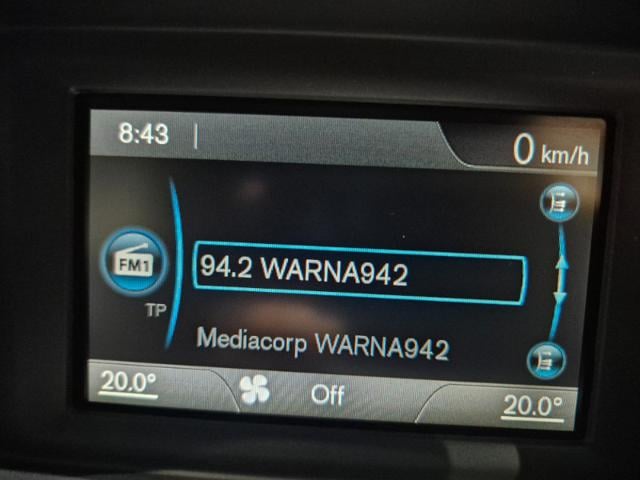 8:43
0 km/h
FM1
94.2 WARNA942
TP
Mediacorp WARNA942
20.0°
Off
20.0°